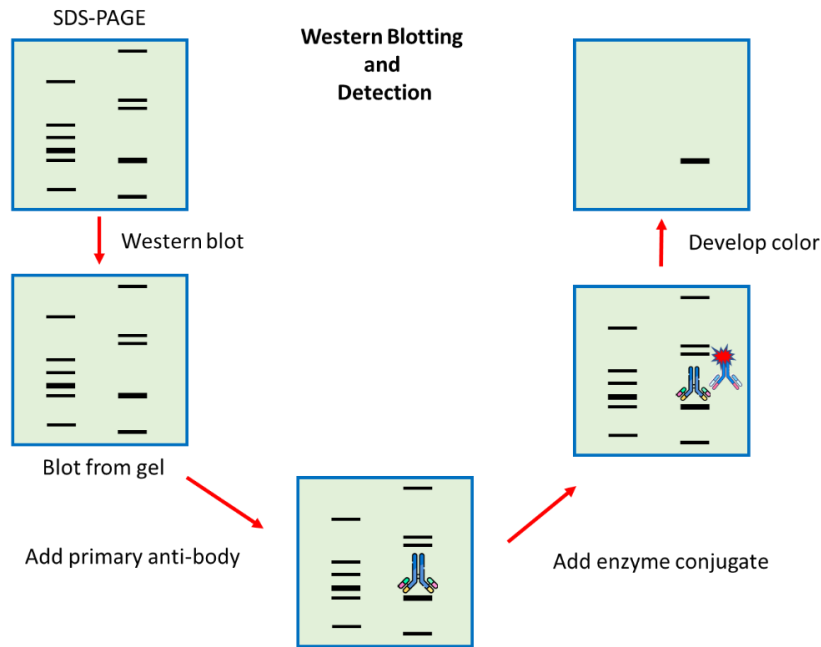 SDS-PAGE
Western Blotting
and
Detection
Western blot
Develop color
Blot from gel
Add primary anti-body
Add enzyme conjugate